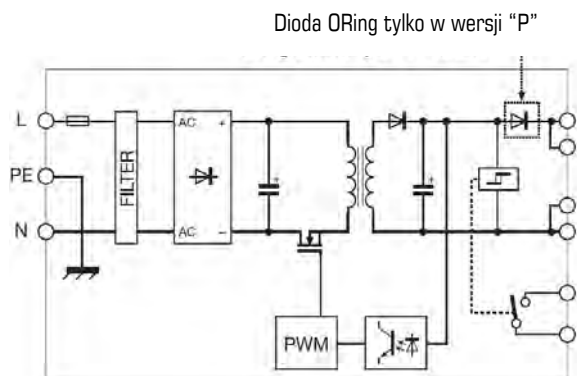 Dioda ORing tylko w wersji “P”
L
AC
+
PE
FILTER
+
+
N
AC
−
PWM